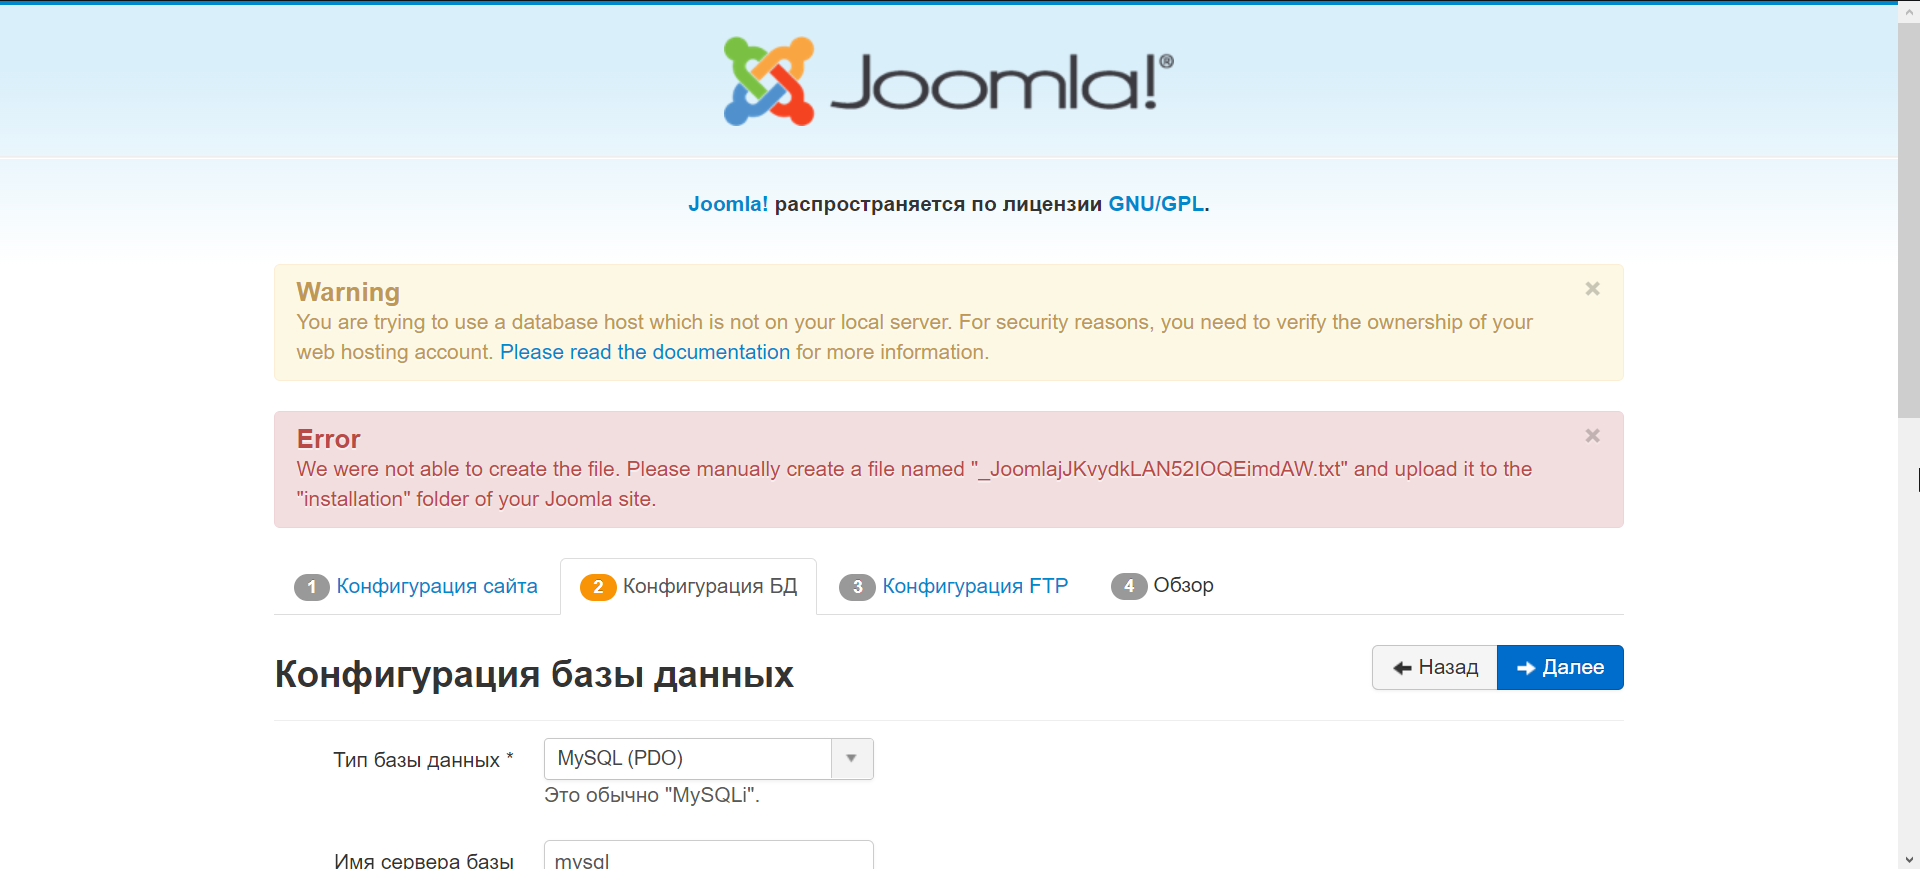 Joomla!®
Joomla! распространяется по лицензии GNU/GPL.
Warning
You are trying to use a database host which is not on your local server. For security reasons, you need to verify the ownership of your
web hosting account. Please read the documentation for more information.
Error
We were not able to create the file. Please manually create a file named "_JoomlajJKvydkLAN52IOQEimdAW.txt" and upload it to the
"installation" folder of your Joomla site.
1 Конфигурация сайта 2 Конфигурация БД 3 Конфигурация FTP 4 Обзор
Конфигурация базы данных
Назад Далее
Тип базы данных * MySQL (PDO)
Это обычно "MySQLi".
Имя сервера базы mysql